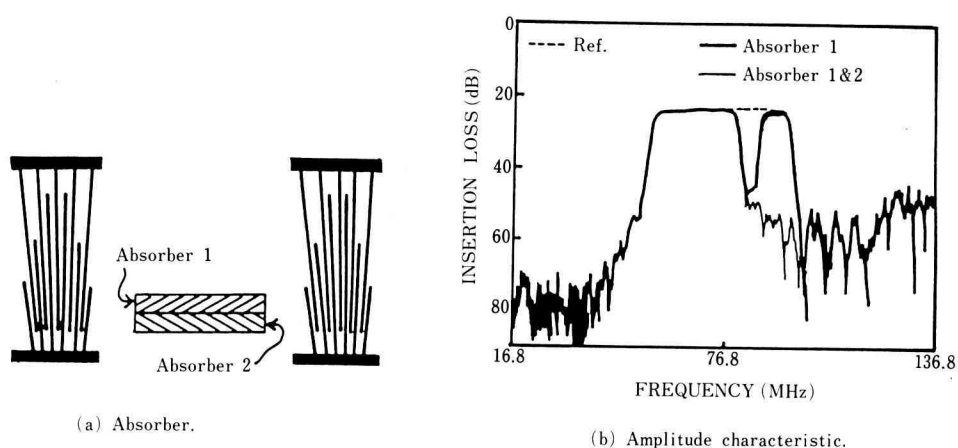 Absorber 1
Absorber 2
(a) Absorber.
0
20
40
60
80
INSERTION LOSS (dB)
Ref.
Absorber 1
Absorber 1&2
16.8
76.8
136.8
FREQUENCY (MHz)
(b) Amplitude characteristic.